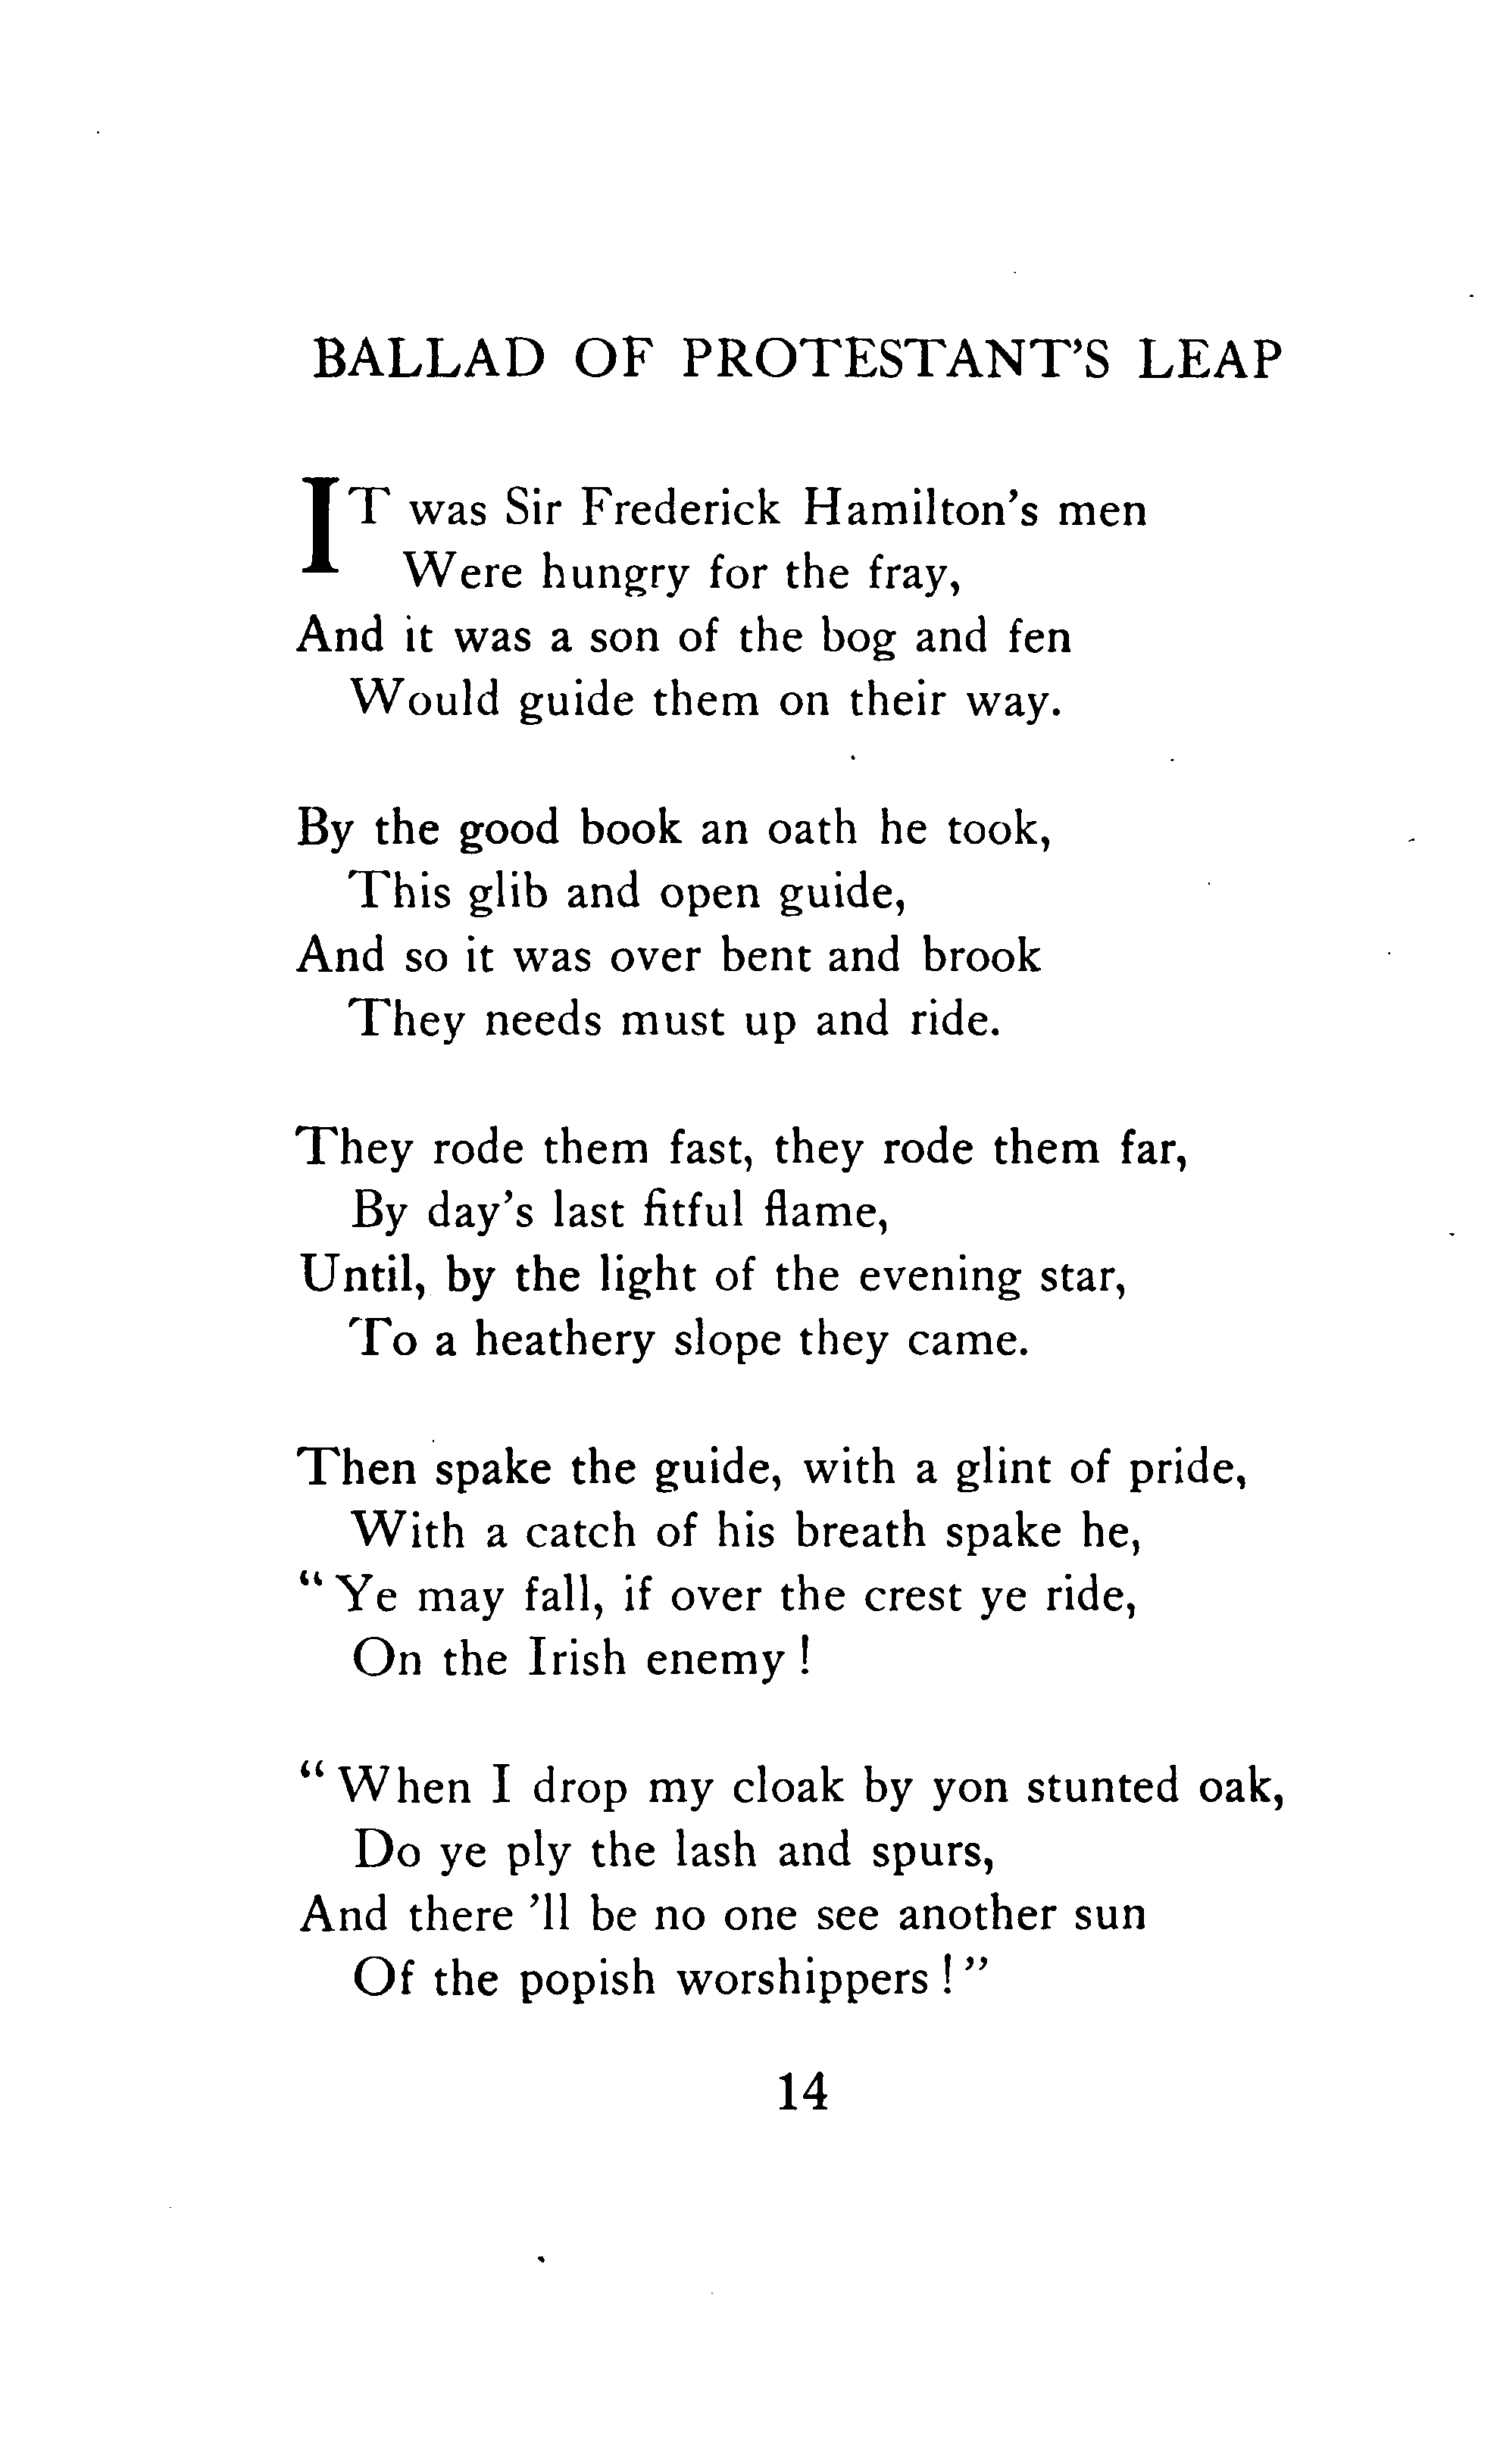 BALLAD OF PROTESTANT'S LEAP
IT was Sir Frederick Hamilton's men
Were hungry for the fray,
And it was a son of the bog and fen
Would guide them on their way.
By the good book an oath he took,
This glib and open guide,
And so it was over bent and brook
They needs must up and ride.
They rode them fast, they rode them far,
By day's last fitful flame,
Until, by the light of the evening star,
To a heathery slope they came.
Then spake the guide, with a glint of pride,
With a catch of his breath spake he,
“ Ye may fall, if over the crest ye ride,
On the Irish enemy !
“ When I drop my cloak by yon stunted oak,
Do ye ply the lash and spurs,
And there 'll be no one see another sun
Of the popish worshippers ! ”
14